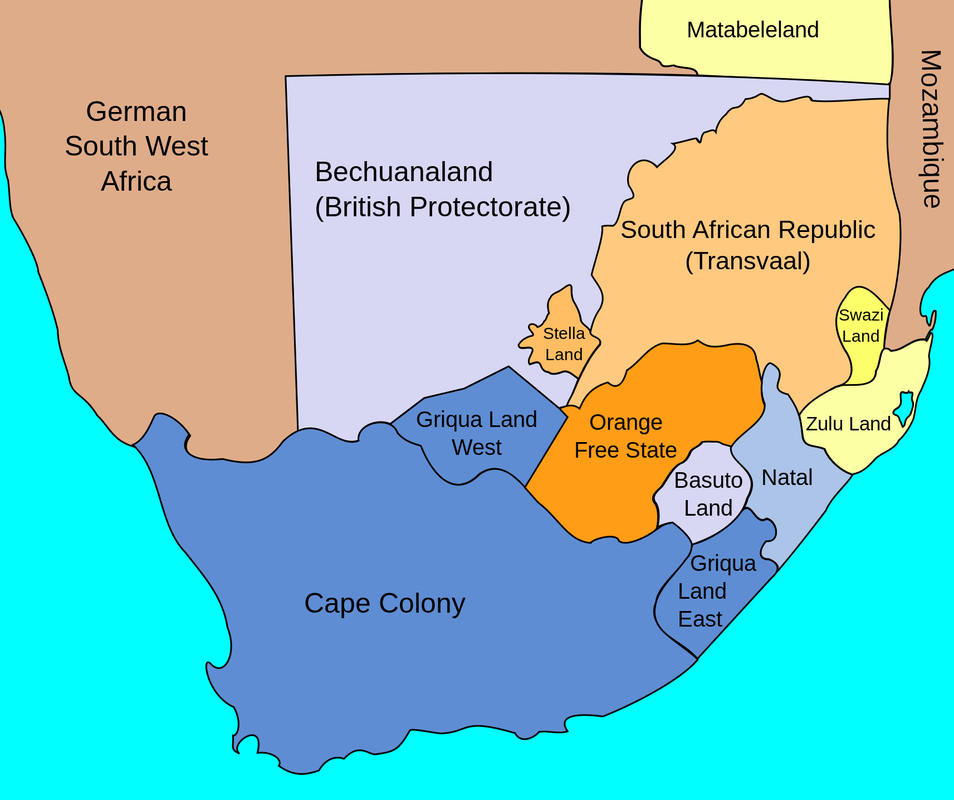 Matabeleland
Mozambique
German
South West
Africa
Bechuanaland
(British Protectorate)
South African Republic
(Transvaal)
Swazi
Land
Stella
Land
Griqua Land
West
Orange
Free State
Zulu Land
Basuto
Land
Natal
Griqua
Land
East
Cape Colony